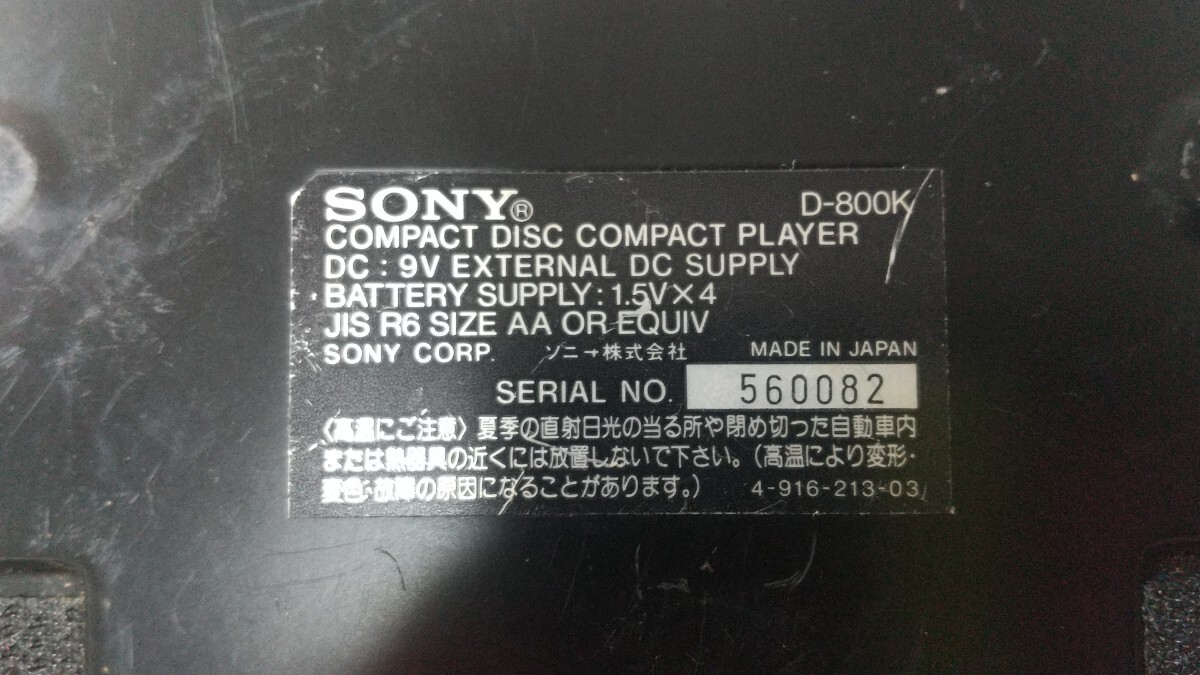 SONY® D-800K
COMPACT DISC COMPACT PLAYER
DC : 9V EXTERNAL DC SUPPLY
BATTERY SUPPLY : 1.5V×4
JIS R6 SIZE AA OR EQUIV
SONY CORP. ソニー株式会社 MADE IN JAPAN
SERIAL NO. 560082
〈高温にご注意〉夏季の直射日光の当る所や閉め切った自動車内
または熱器具の近くには放置しないで下さい。(高温により変形・
変色・故障の原因になることがあります。) 4-916-213-03